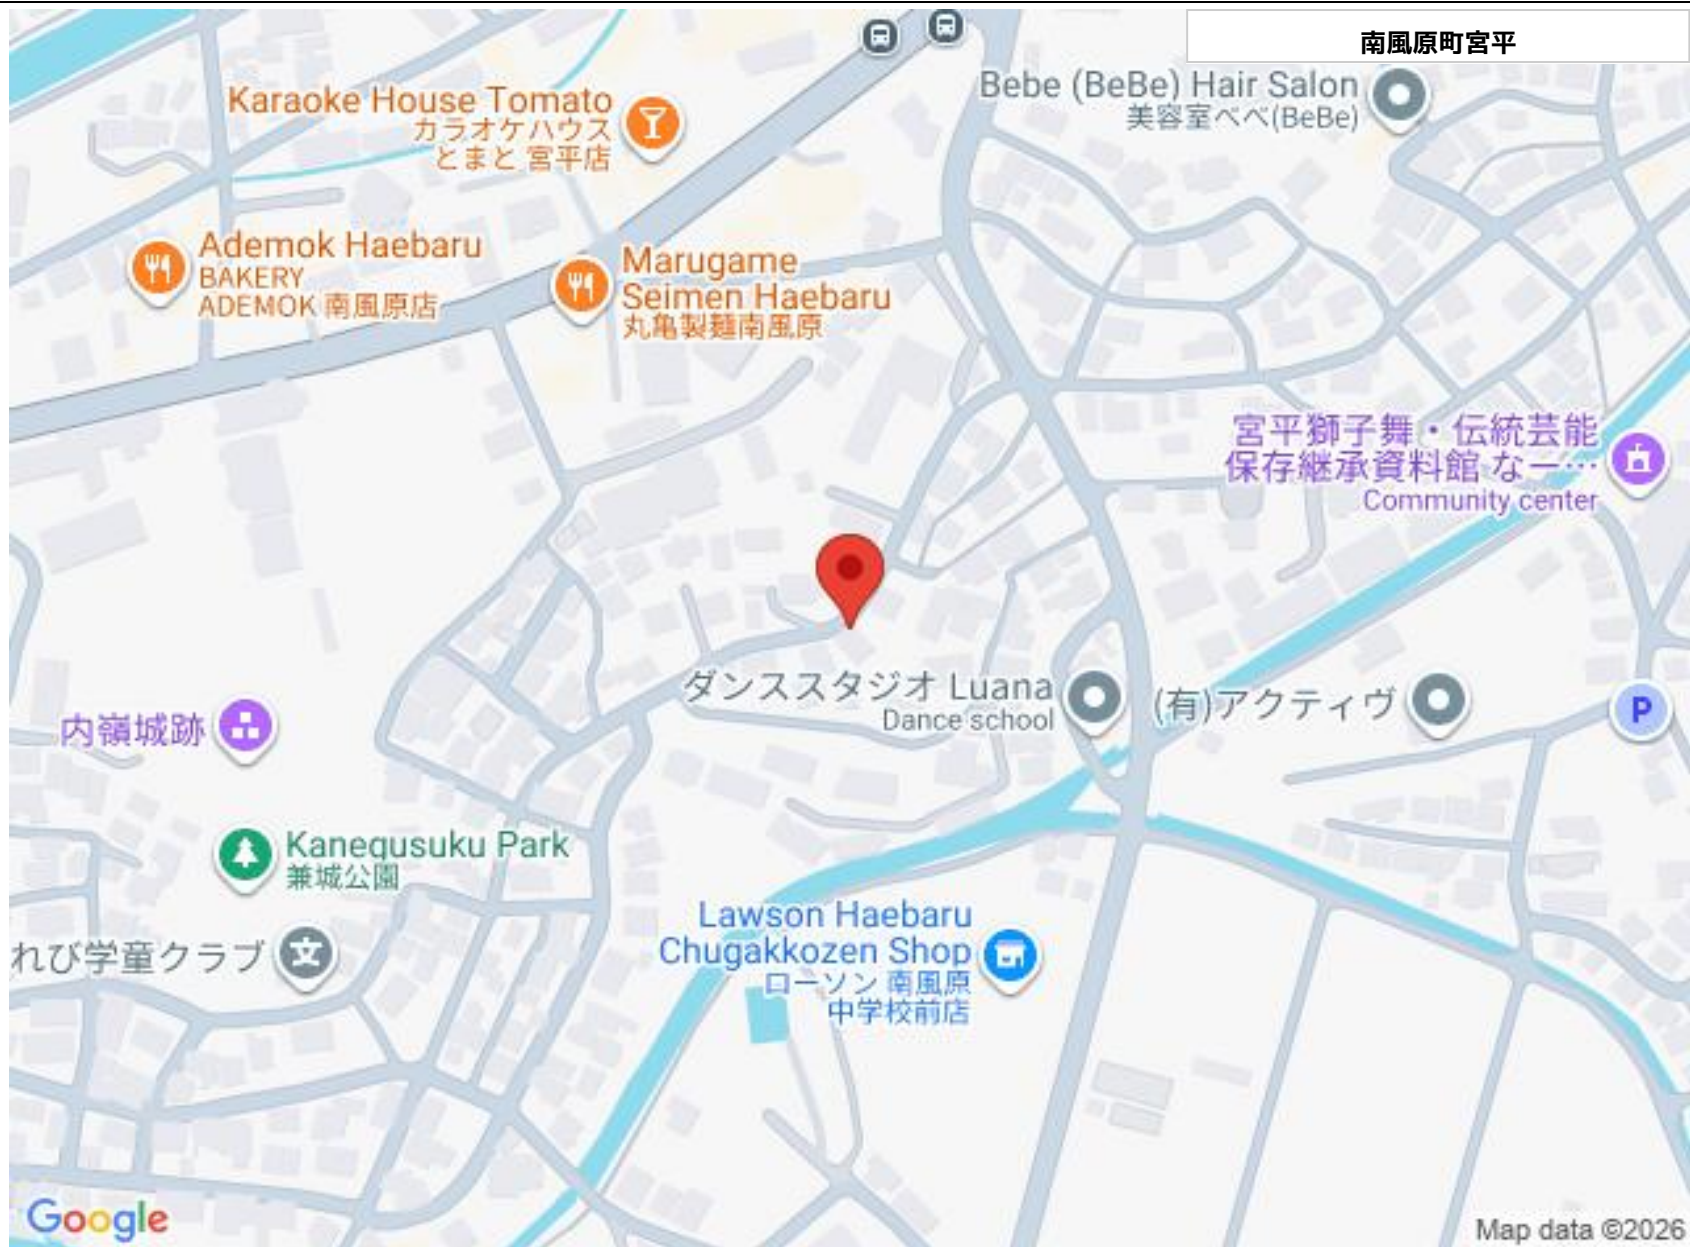 南風原町宮平
Bebe (BeBe) Hair Salon
美容室べべ(BeBe)
Karaoke House Tomato
カラオケハウス
とまと 宮平店
Ademok Haebaru
BAKERY
ADEMOK 南風原店
Marugame
Seimen Haebaru
丸亀製麺南風原
宮平獅子舞・伝統芸能
保存継承資料館 なー…
Community center
ダンススタジオ Luana
Dance school
(有)アクティヴ
P
内嶺城跡
Kanequsuku Park
兼城公園
れび学童クラブ
文
Lawson Haebaru
Chugakkozen Shop
ローソン 南風原
中学校前店
Google
Map data ©2026